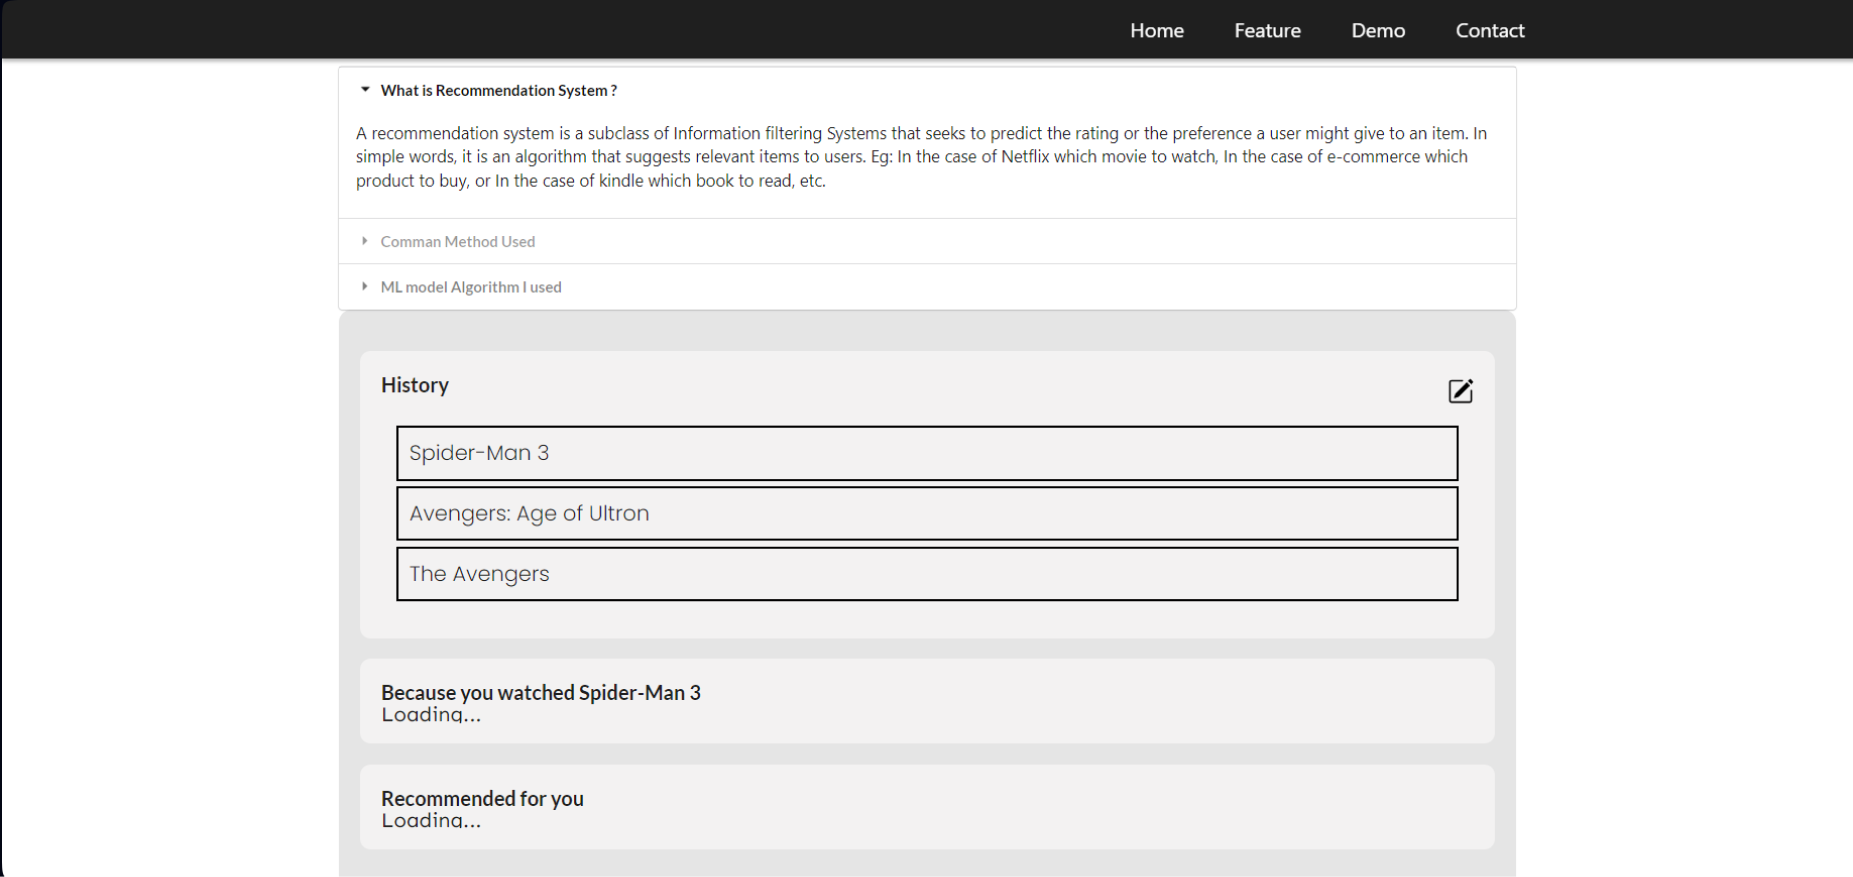 Home Feature Demo Contact
What is Recommendation System ?
A recommendation system is a subclass of Information filtering Systems that seeks to predict the rating or the preference a user might give to an item. In
simple words, it is an algorithm that suggests relevant items to users. Eg: In the case of Netflix which movie to watch, In the case of e-commerce which
product to buy, or In the case of kindle which book to read, etc.
Comman Method Used
ML model Algorithm I used
History
Spider-Man 3
Avengers: Age of Ultron
The Avengers
Because you watched Spider-Man 3
Loading...
Recommended for you
Loading...